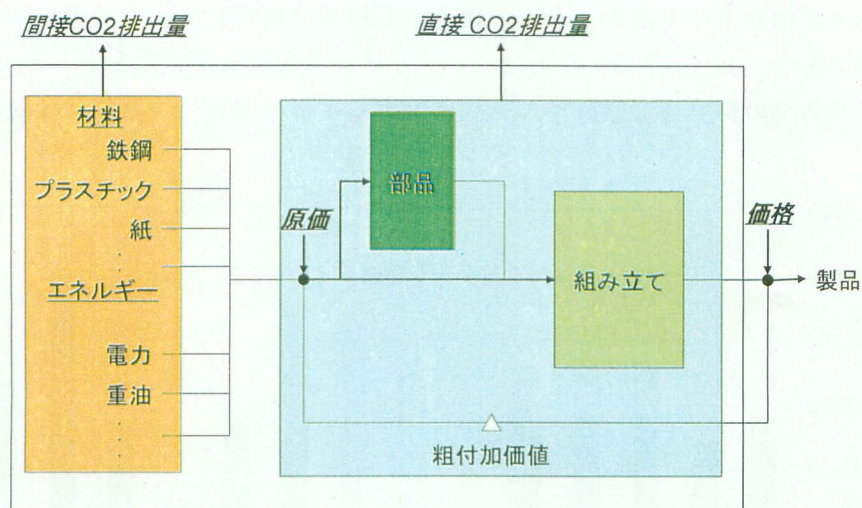 間接CO2排出量
直接 CO2排出量
材料
鉄鋼
プラスチック
紙
エネルギー
電力
重油
部品
原価
組み立て
価格
製品
粗付加価値